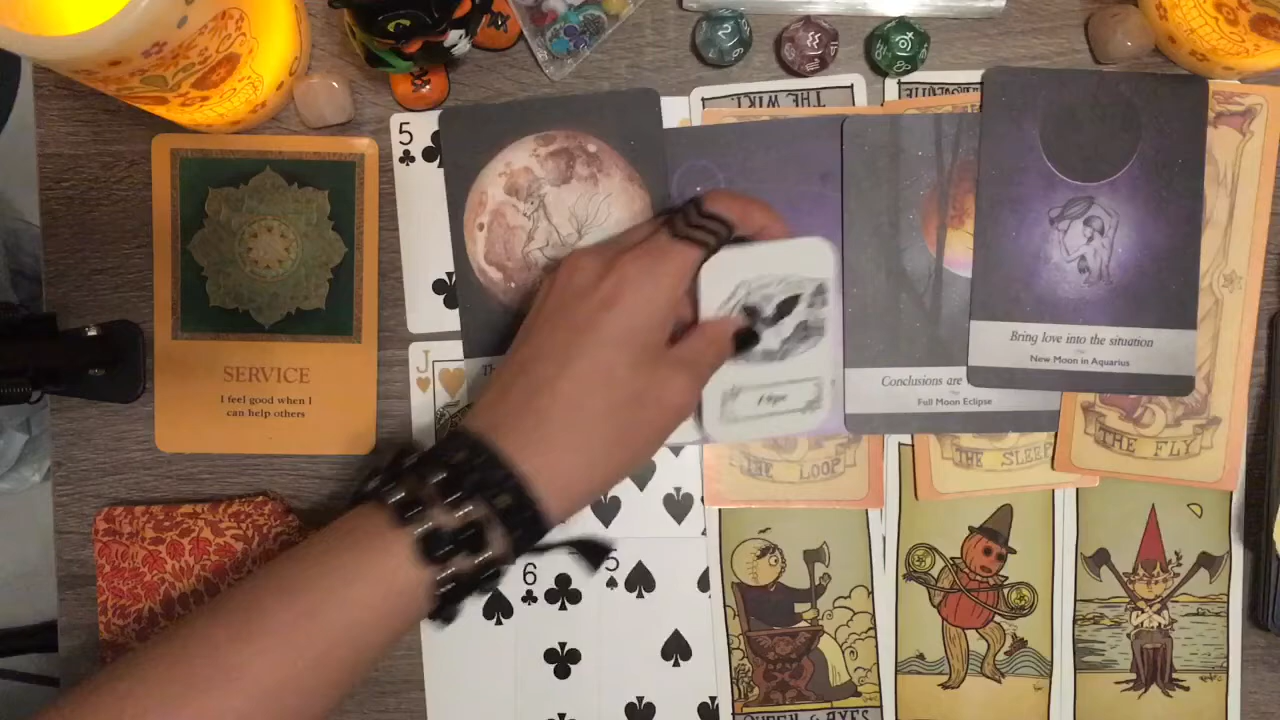 THE WICK
5
J
SERVICE
I feel good when I
can help others
Conclusions are
Full Moon Eclipse
Bring love into the situation
New Moon in Aquarius
THE LOOP
THE SLEEP
THE FLY
6
5
QUEEN of AXES